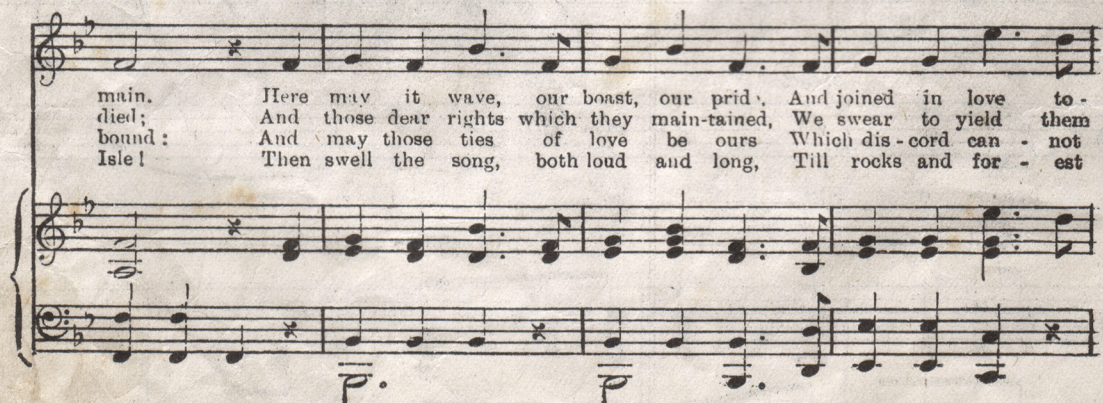 main. Here may it wave, our boast, our prid, And joined in love to-
died; And those dear rights which they main-tained, We swear to yield them
bound: And may those ties of love be ours Which dis-cord can-not
Isle! Then swell the song, both loud and long, Till rocks and for-est